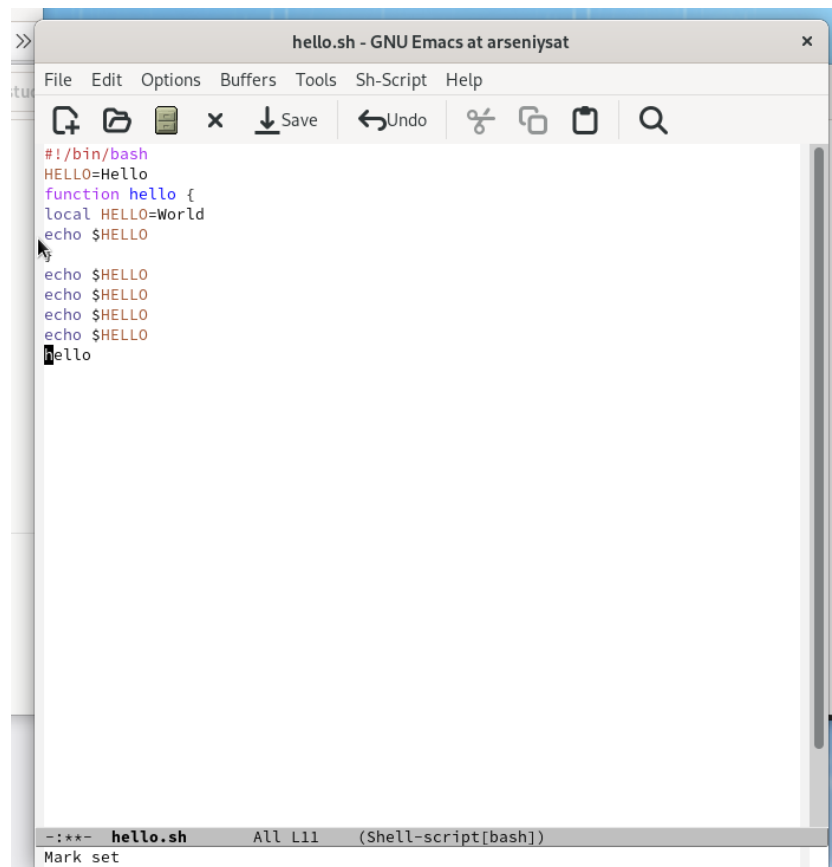 »
hello.sh - GNU Emacs at arseniysat
×
File Edit Options Buffers Tools Sh-Script Help
Save Undo
#!/bin/bash
HELLO=Hello
function hello {
local HELLO=World
echo $HELLO
}
echo $HELLO
echo $HELLO
echo $HELLO
echo $HELLO
hello
-:**- hello.sh All L11 (Shell-script[bash])
Mark set